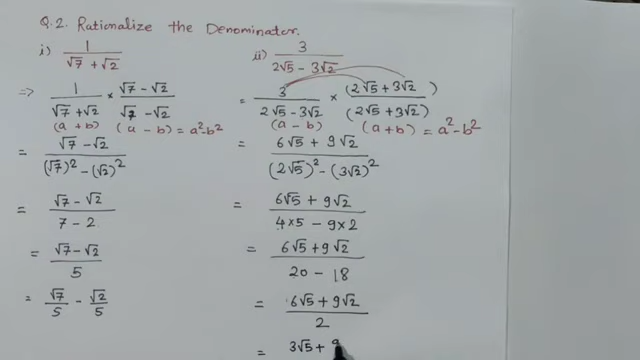 Q.2. Rationalize the Denominator.
i) 1 / (√7 + √2)
=> 1 / (√7 + √2) × (√7 - √2) / (√7 - √2)
(a + b) (a - b) = a² - b²
= (√7 - √2) / ((√7)² - (√2)²)
= (√7 - √2) / (7 - 2)
= (√7 - √2) / 5
= √7/5 - √2/5
ii) 3 / (2√5 - 3√2)
= 3 / (2√5 - 3√2) × (2√5 + 3√2) / (2√5 + 3√2)
(a - b) (a + b) = a² - b²
= (6√5 + 9√2) / ((2√5)² - (3√2)²)
= (6√5 + 9√2) / (4×5 - 9×2)
= (6√5 + 9√2) / (20 - 18)
= (6√5 + 9√2) / 2
= 3√5 + 9